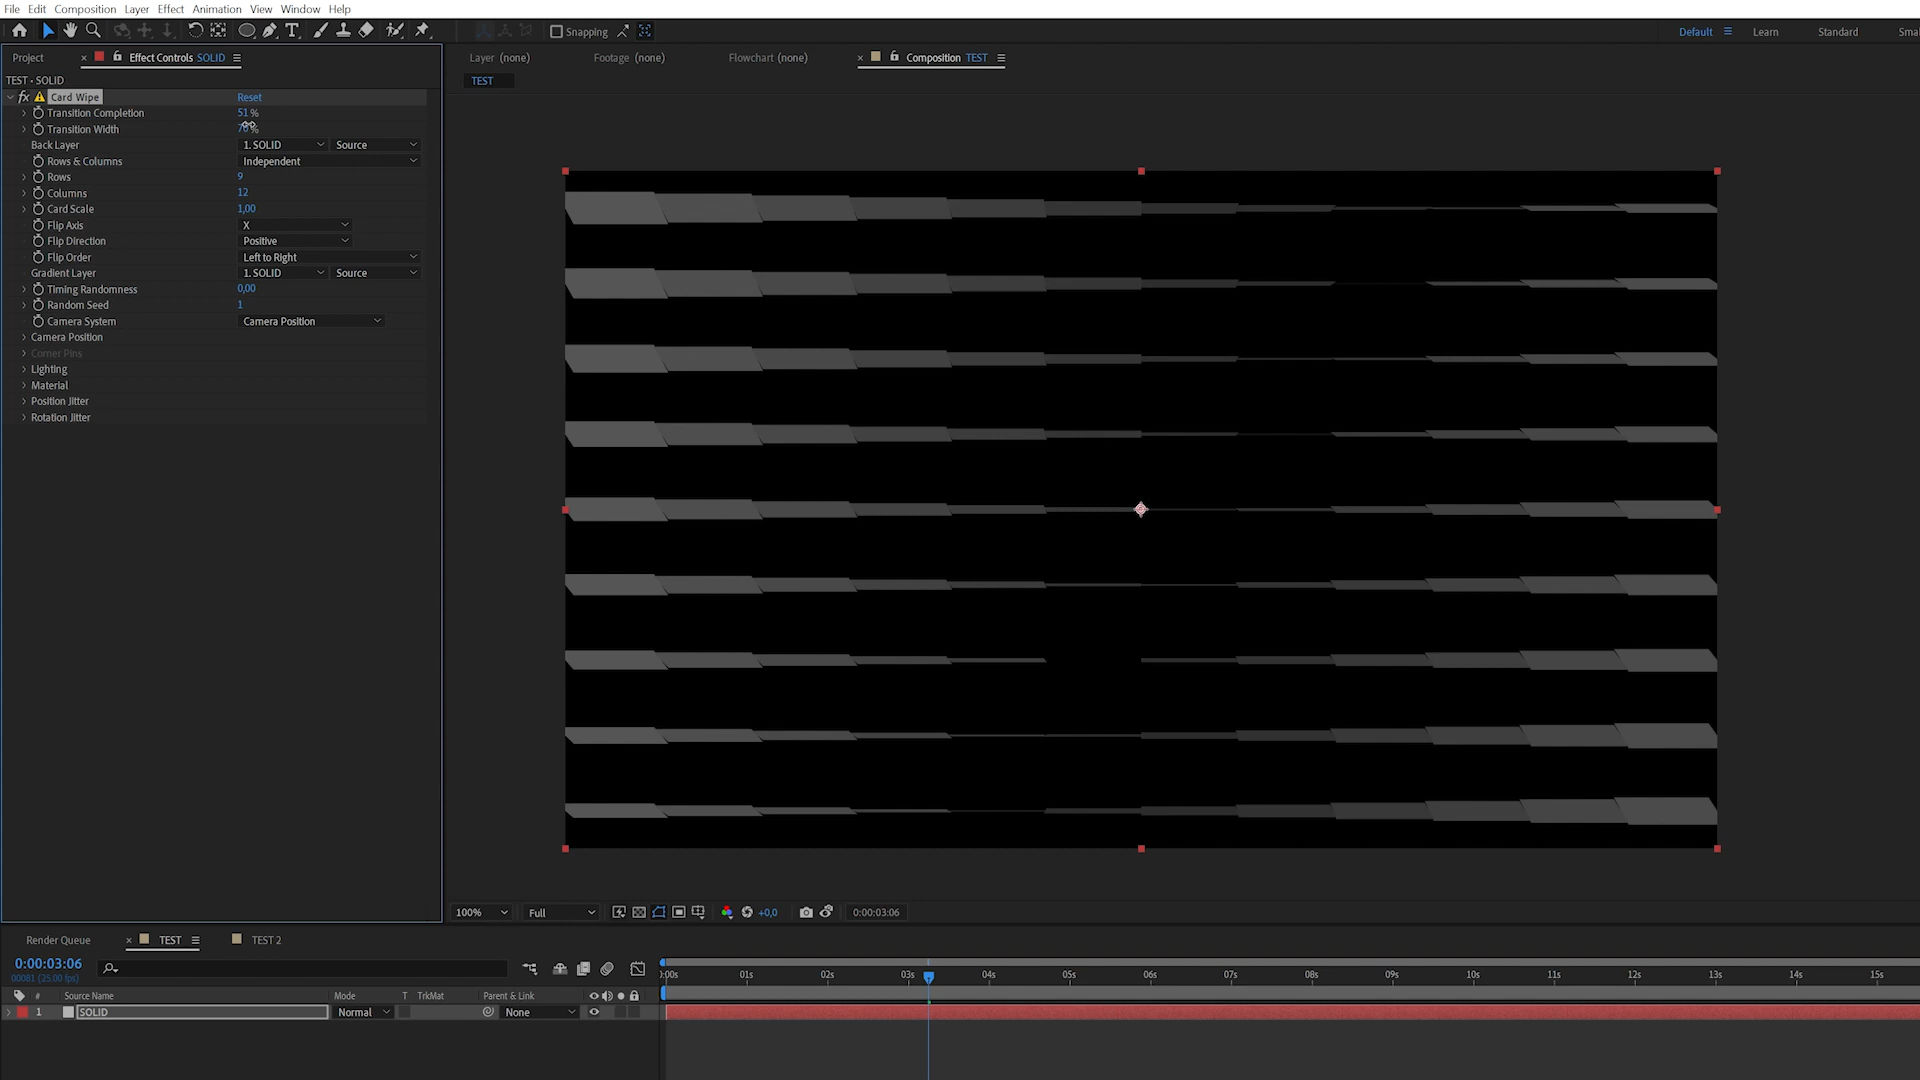 File Edit Composition Layer Effect Animation View Window Help
Snapping Default Learn Standard Smal
Project Effect Controls SOLID Layer (none) Footage (none) Flowchart (none) Composition TEST
TEST • SOLID TEST
fx Card Wipe Reset
Transition Completion 51%
Transition Width %
Back Layer 1. SOLID Source
Rows & Columns Independent
Rows 9
Columns 12
Card Scale 1,00
Flip Axis X
Flip Direction Positive
Flip Order Left to Right
Gradient Layer 1. SOLID Source
Timing Randomness 0,00
Random Seed 1
Camera System Camera Position
Camera Position
Corner Pins
Lighting
Material
Position Jitter
Rotation Jitter
100% Full +0,0 0:00:03:06
Render Queue TEST TEST 2
0:00:03:06
00081 (25.00 fps)
:00s 01s 02s 03s 04s 05s 06s 07s 08s 09s 10s 11s 12s 13s 14s 15s
# Source Name Mode T TrkMat Parent & Link
1 SOLID Normal None